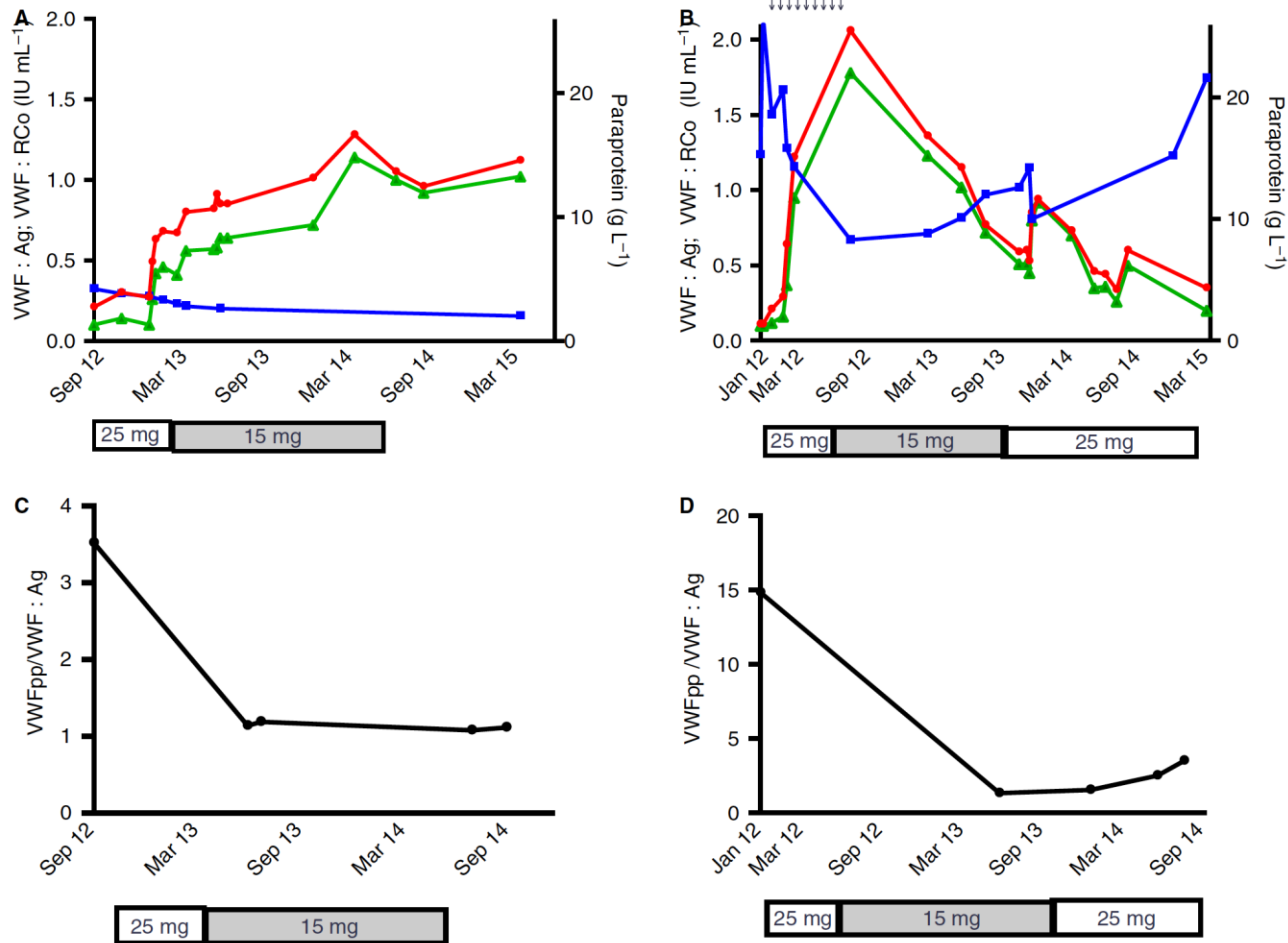 A
VWF : Ag; VWF : RCo (IU mL⁻¹)
2.0
1.5
1.0
0.5
0.0
20
10
0
Paraprotein (g L⁻¹)
Sep 12
Mar 13
Sep 13
Mar 14
Sep 14
Mar 15
25 mg
15 mg
B
↓↓↓↓↓↓↓↓↓
VWF : Ag; VWF : RCo (IU mL⁻¹)
2.0
1.5
1.0
0.5
0.0
20
10
0
Paraprotein (g L⁻¹)
Jan 12
Mar 12
Sep 12
Mar 13
Sep 13
Mar 14
Sep 14
Mar 15
25 mg
15 mg
25 mg
C
VWFpp/VWF : Ag
4
3
2
1
0
Sep 12
Mar 13
Sep 13
Mar 14
Sep 14
25 mg
15 mg
D
VWFpp /VWF : Ag
20
15
10
5
0
Jan 12
Mar 12
Sep 12
Mar 13
Sep 13
Mar 14
Sep 14
25 mg
15 mg
25 mg